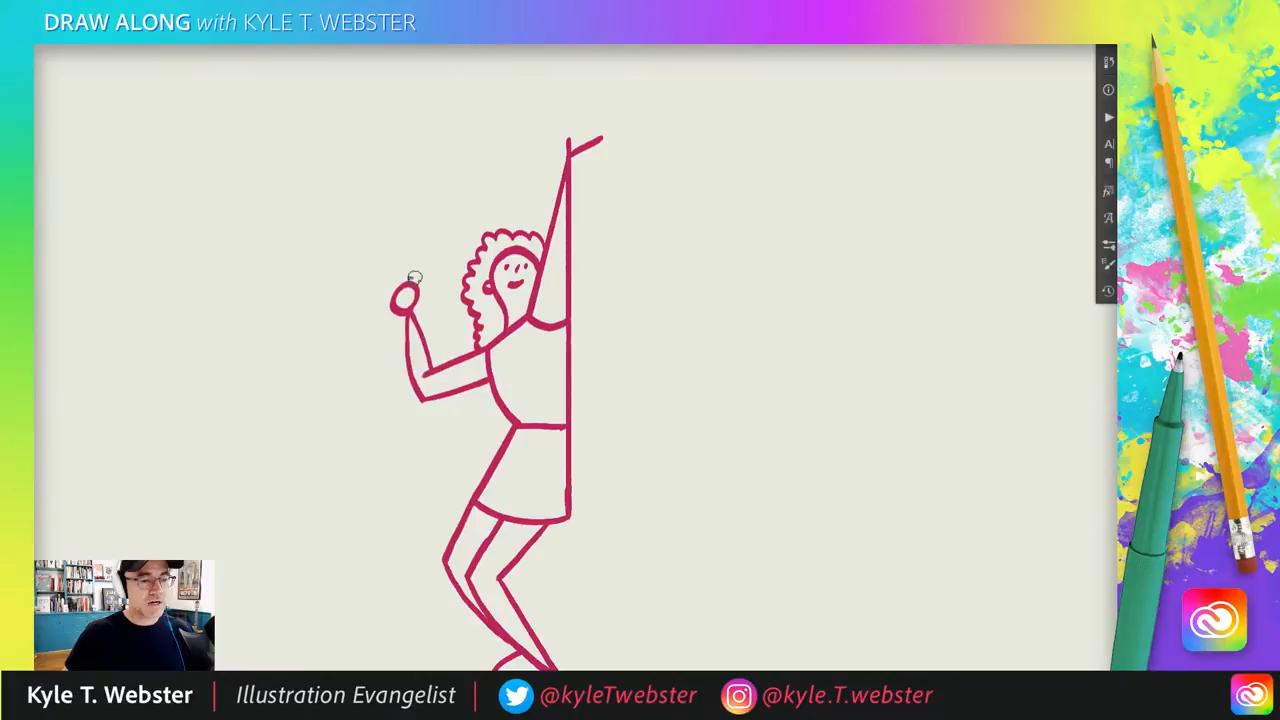 DRAW ALONG with KYLE T. WEBSTER
Kyle T. Webster | Illustration Evangelist | @kyleTwebster @kyle.T.webster